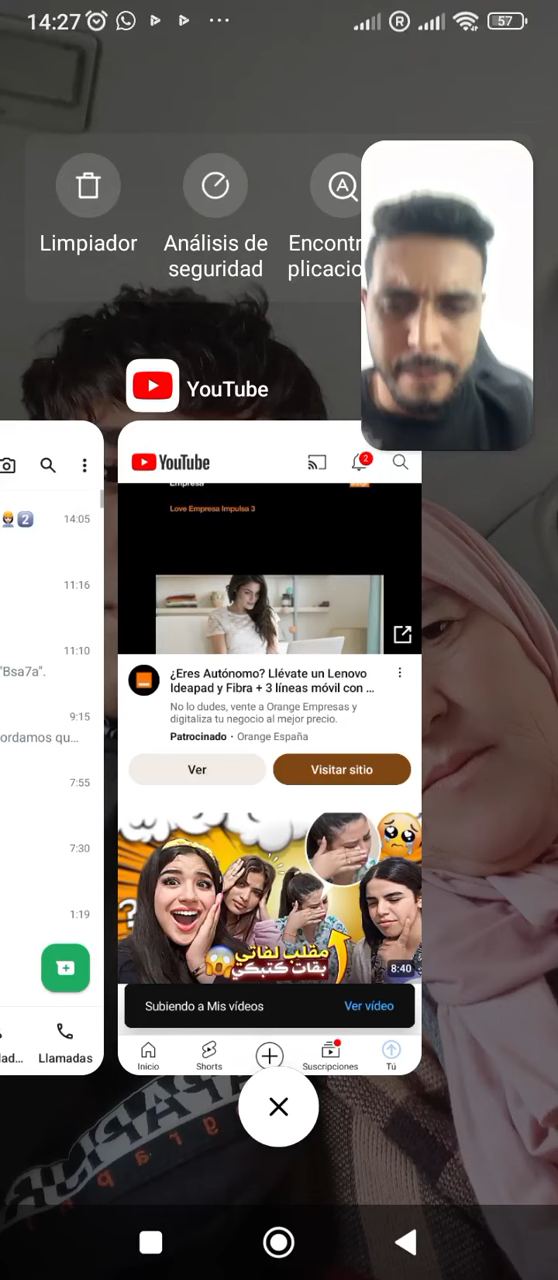 14:27
57
Limpiador
Análisis de
seguridad
Encontr
plicacio
YouTube
YouTube
2
2
14:05
11:16
11:10
"Bsa7a".
9:15
ordamos qu...
7:55
7:30
1:19
lad...
Llamadas
Empresa
Love Empresa Impulsa 3
¿Eres Autónomo? Llévate un Lenovo
Ideapad y Fibra + 3 líneas móvil con ...
No lo dudes, vente a Orange Empresas y
digitaliza tu negocio al mejor precio.
Patrocinado · Orange España
Ver
Visitar sitio
مقلب لفاتي
بقات كتبكي
8:40
Subiendo a Mis vídeos
Ver vídeo
Inicio
Shorts
Suscripciones
Tú